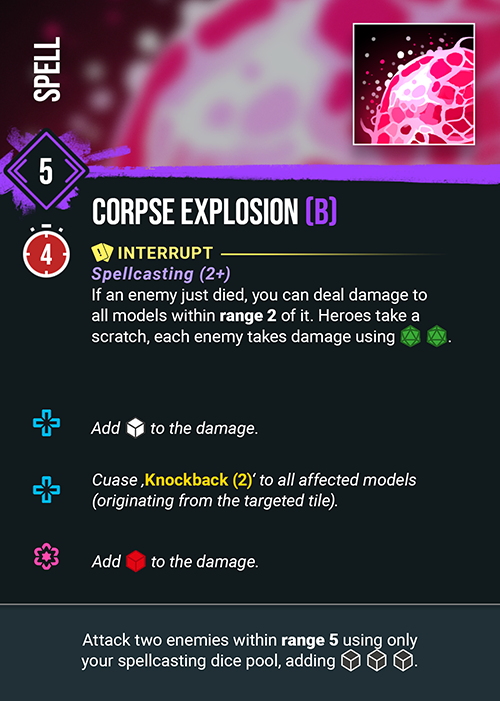 SPELL
5
CORPSE EXPLOSION (B)
4
INTERRUPT
Spellcasting (2+)
If an enemy just died, you can deal damage to
all models within range 2 of it. Heroes take a
scratch, each enemy takes damage using .
Add to the damage.
Cuase ‚Knockback (2)‘ to all affected models
(originating from the targeted tile).
Add to the damage.
Attack two enemies within range 5 using only
your spellcasting dice pool, adding .